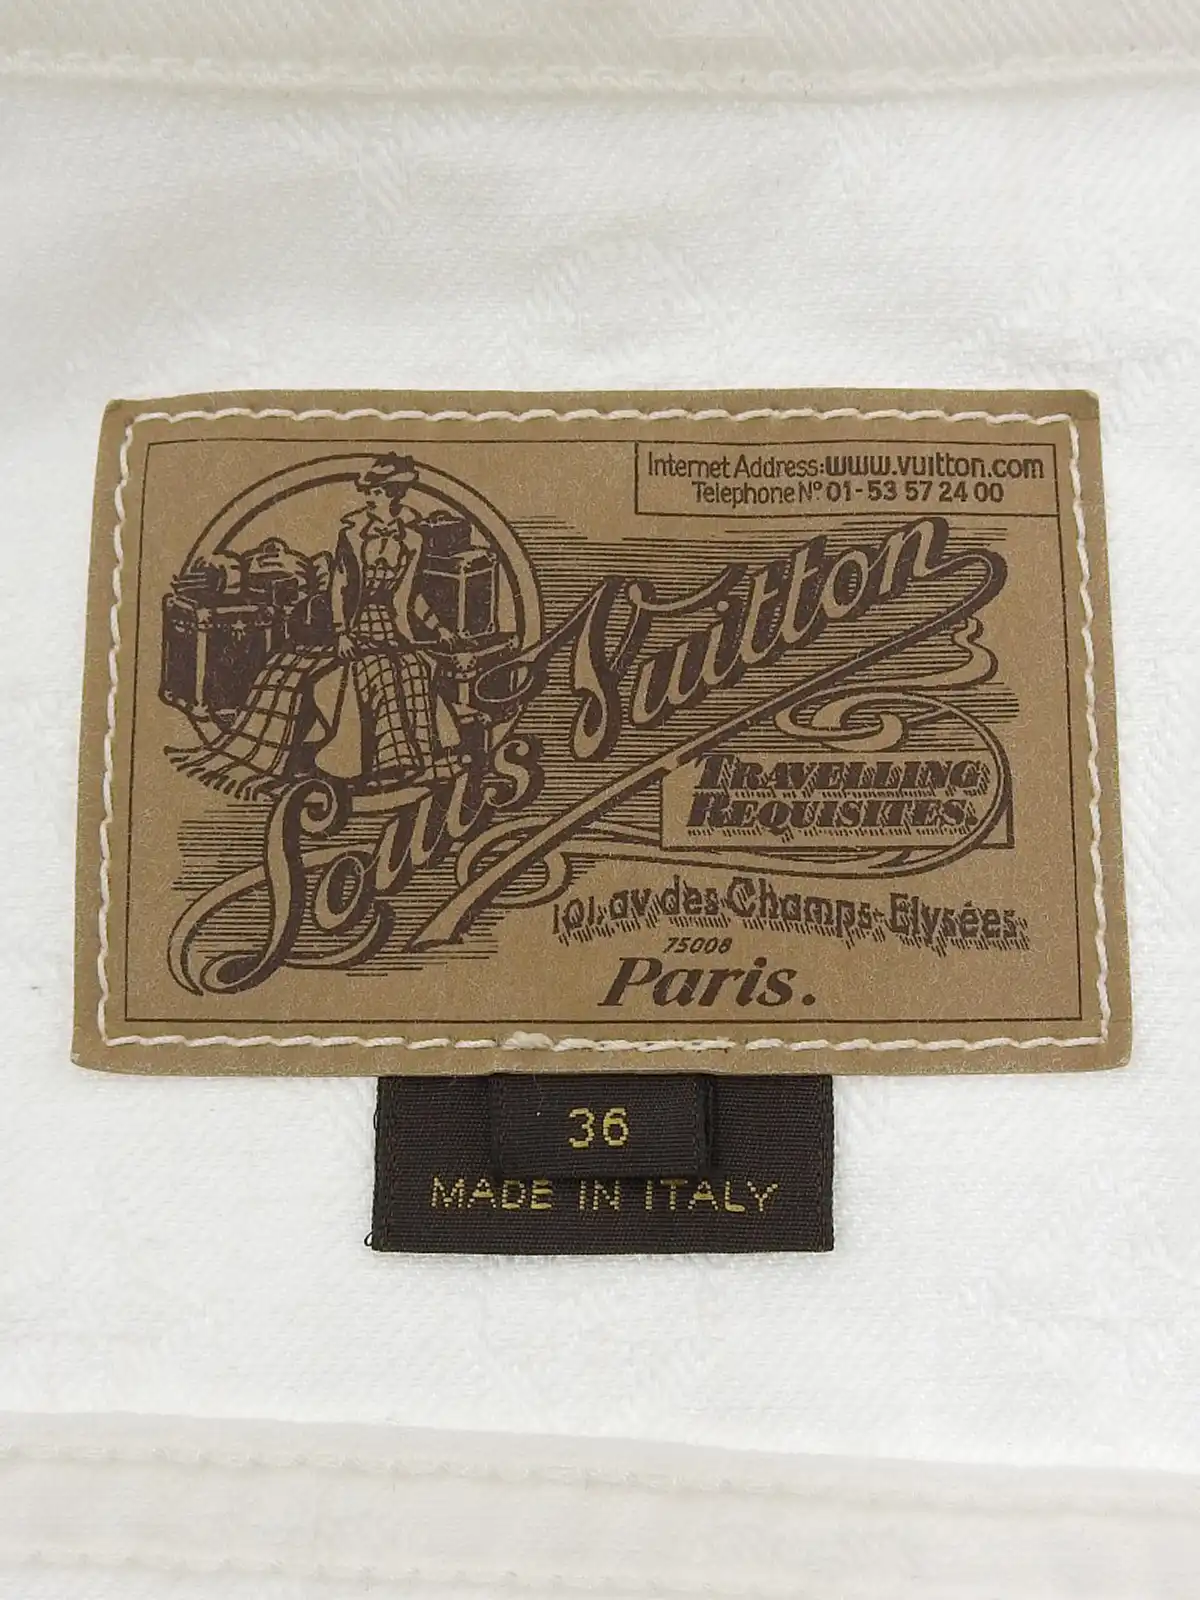 Internet Address: www.vuitton.com
Telephone N° 01-53 57 24 00
Louis Vuitton
TRAVELLING
REQUISITES.
101, av des Champs-Elysées.
75008
Paris.
36
MADE IN ITALY